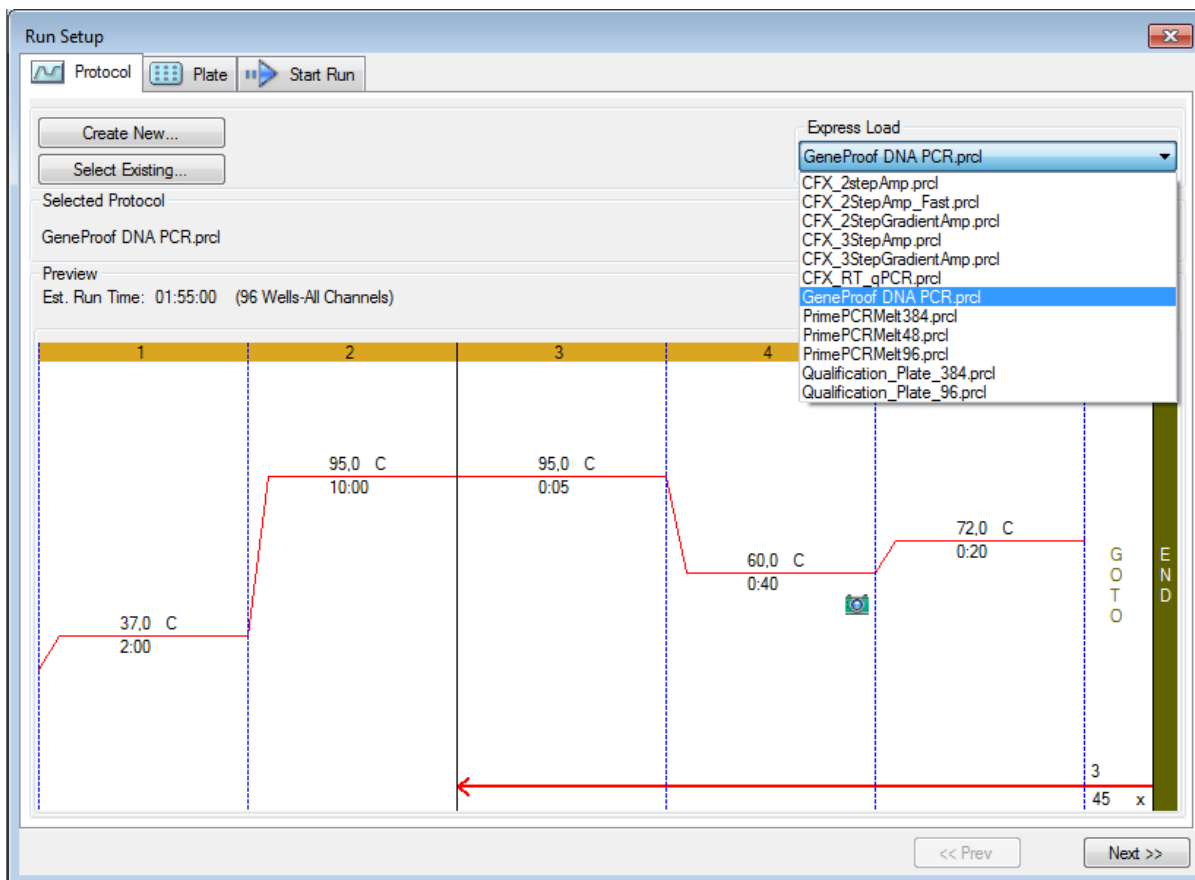 Run Setup
Protocol Plate Start Run
Create New...
Select Existing...
Express Load
GeneProof DNA PCR.prcl
CFX_2stepAmp.prcl
CFX_2StepAmp_Fast.prcl
CFX_2StepGradientAmp.prcl
CFX_3StepAmp.prcl
CFX_3StepGradientAmp.prcl
CFX_RT_qPCR.prcl
GeneProof DNA PCR.prcl
PrimePCRMelt384.prcl
PrimePCRMelt48.prcl
PrimePCRMelt96.prcl
Qualification_Plate_384.prcl
Qualification_Plate_96.prcl
Selected Protocol
GeneProof DNA PCR.prcl
Preview
Est. Run Time: 01:55:00 (96 Wells-All Channels)
1 2 3 4
95,0 C
10:00
95,0 C
0:05
72,0 C
0:20
60,0 C
0:40
37,0 C
2:00
GOTO
END
3
45 x
<< Prev
Next >>